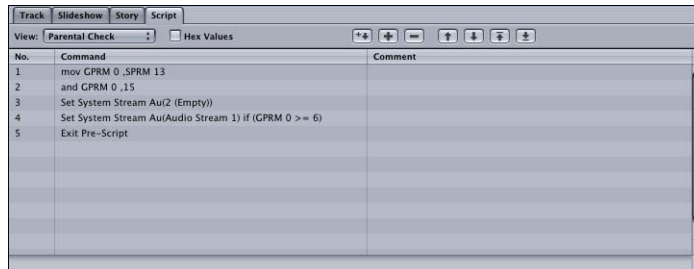 Track Slideshow Story Script
View: Parental Check Hex Values
No. Command Comment
1 mov GPRM 0 ,SPRM 13
2 and GPRM 0 ,15
3 Set System Stream Au(2 (Empty))
4 Set System Stream Au(Audio Stream 1) if (GPRM 0 >= 6)
5 Exit Pre-Script